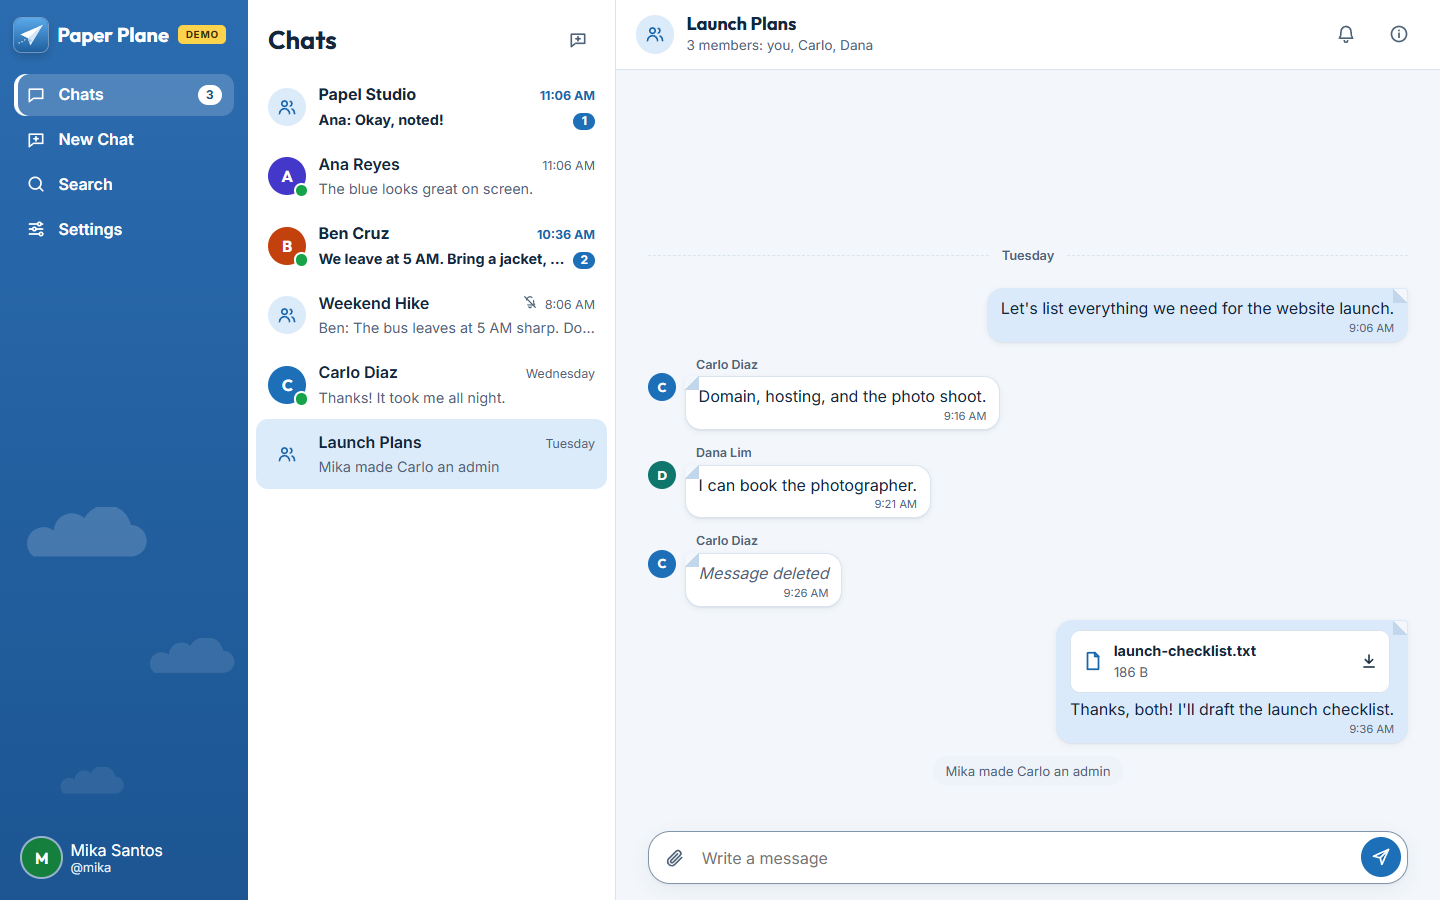 Paper Plane DEMO
Chats 3
New Chat
Search
Settings
M
Mika Santos
@mika
Chats
Papel Studio 11:06 AM
Ana: Okay, noted! 1
A
Ana Reyes 11:06 AM
The blue looks great on screen.
B
Ben Cruz 10:36 AM
We leave at 5 AM. Bring a jacket, ... 2
Weekend Hike 8:06 AM
Ben: The bus leaves at 5 AM sharp. Do...
C
Carlo Diaz Wednesday
Thanks! It took me all night.
Launch Plans Tuesday
Mika made Carlo an admin
Launch Plans
3 members: you, Carlo, Dana
Tuesday
Let's list everything we need for the website launch.
9:06 AM
Carlo Diaz
C
Domain, hosting, and the photo shoot.
9:16 AM
Dana Lim
D
I can book the photographer.
9:21 AM
Carlo Diaz
C
Message deleted
9:26 AM
launch-checklist.txt
186 B
Thanks, both! I'll draft the launch checklist.
9:36 AM
Mika made Carlo an admin
Write a message